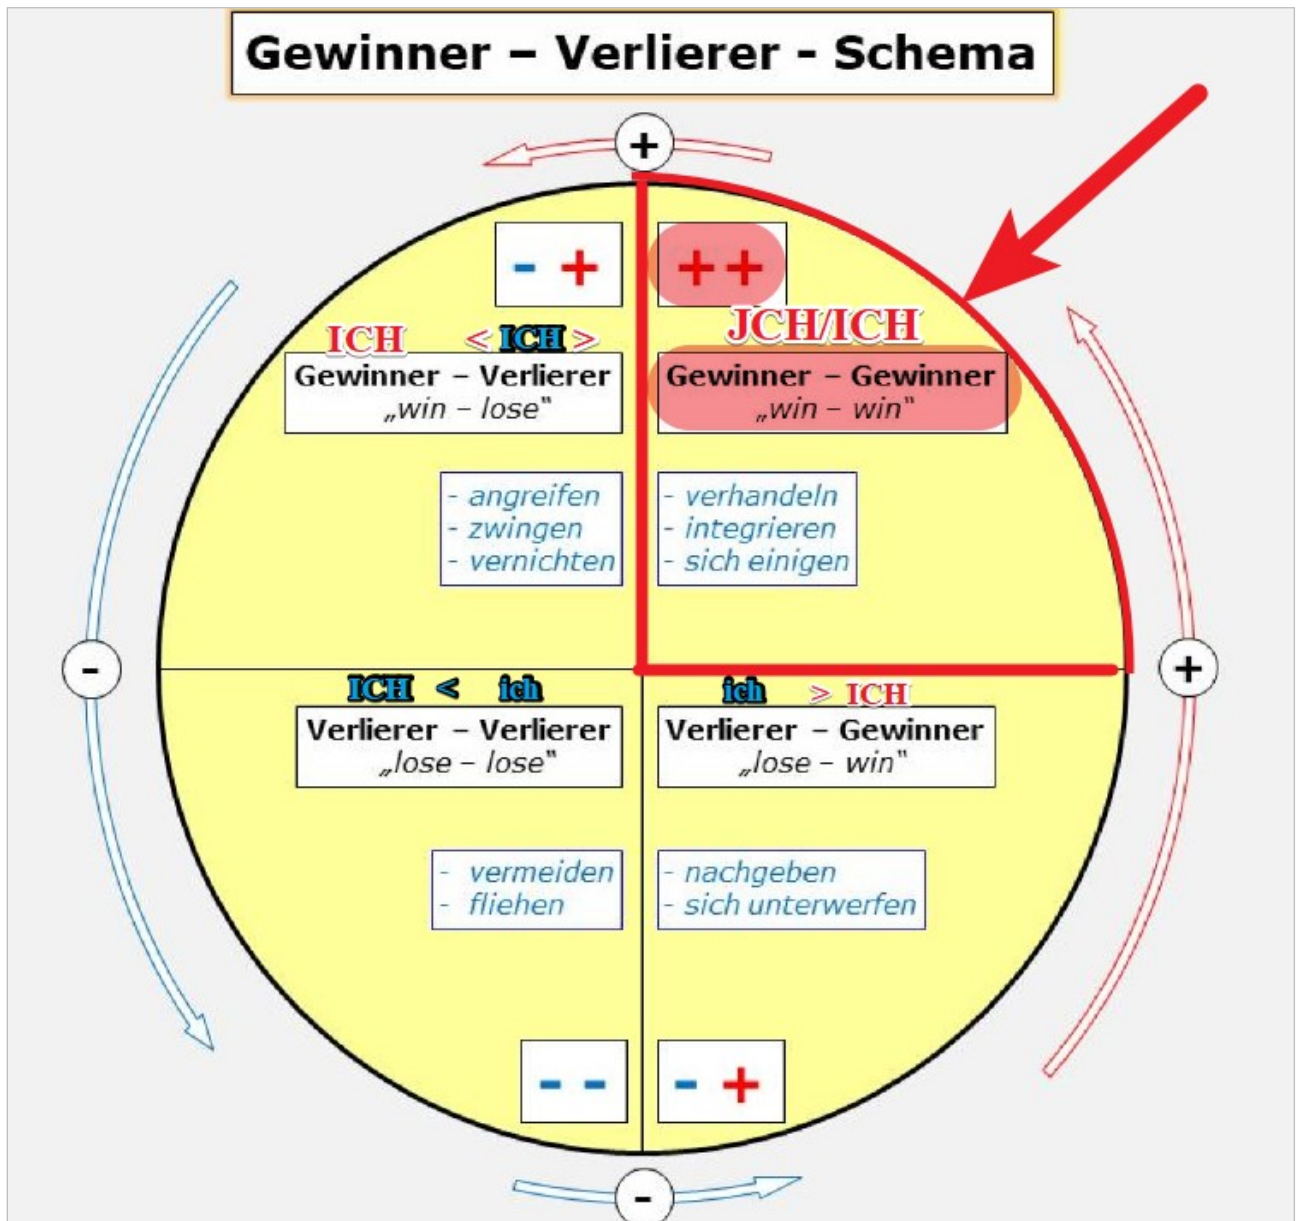 Gewinner – Verlierer - Schema
+
- +
++
ICH < ICH >
JCH/ICH
Gewinner – Verlierer
„win – lose“
Gewinner – Gewinner
„win – win“
- angreifen
- zwingen
- vernichten
- verhandeln
- integrieren
- sich einigen
-
+
ICH < ich
ich > ICH
Verlierer – Verlierer
„lose – lose“
Verlierer – Gewinner
„lose – win“
- vermeiden
- fliehen
- nachgeben
- sich unterwerfen
- -
- +
-